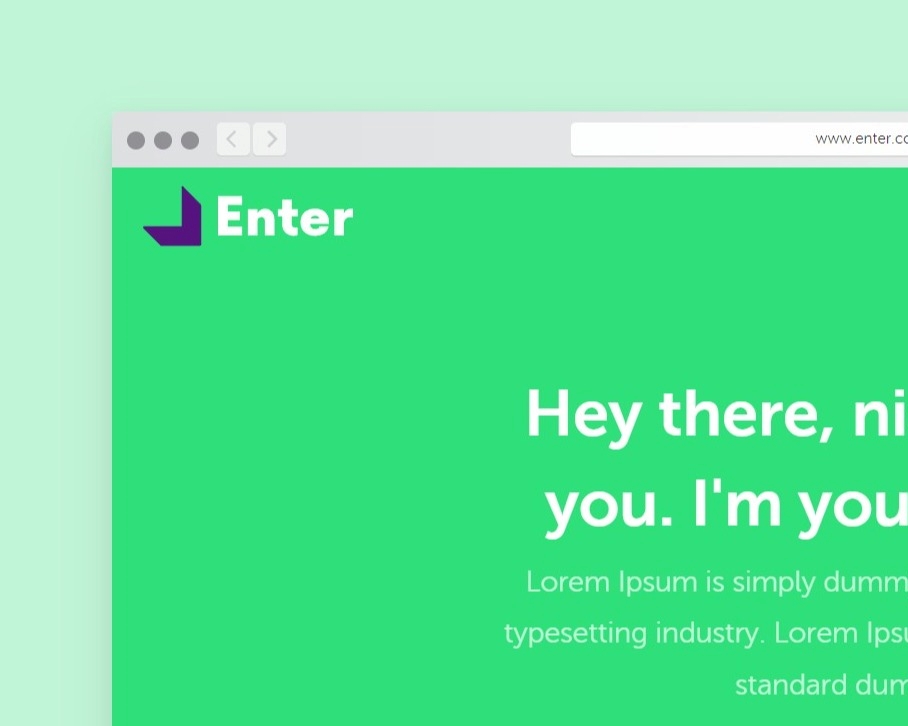 www.enter.co
Enter
Hey there, ni
you. I'm you
Lorem Ipsum is simply dumm
typesetting industry. Lorem Ipsu
standard dum